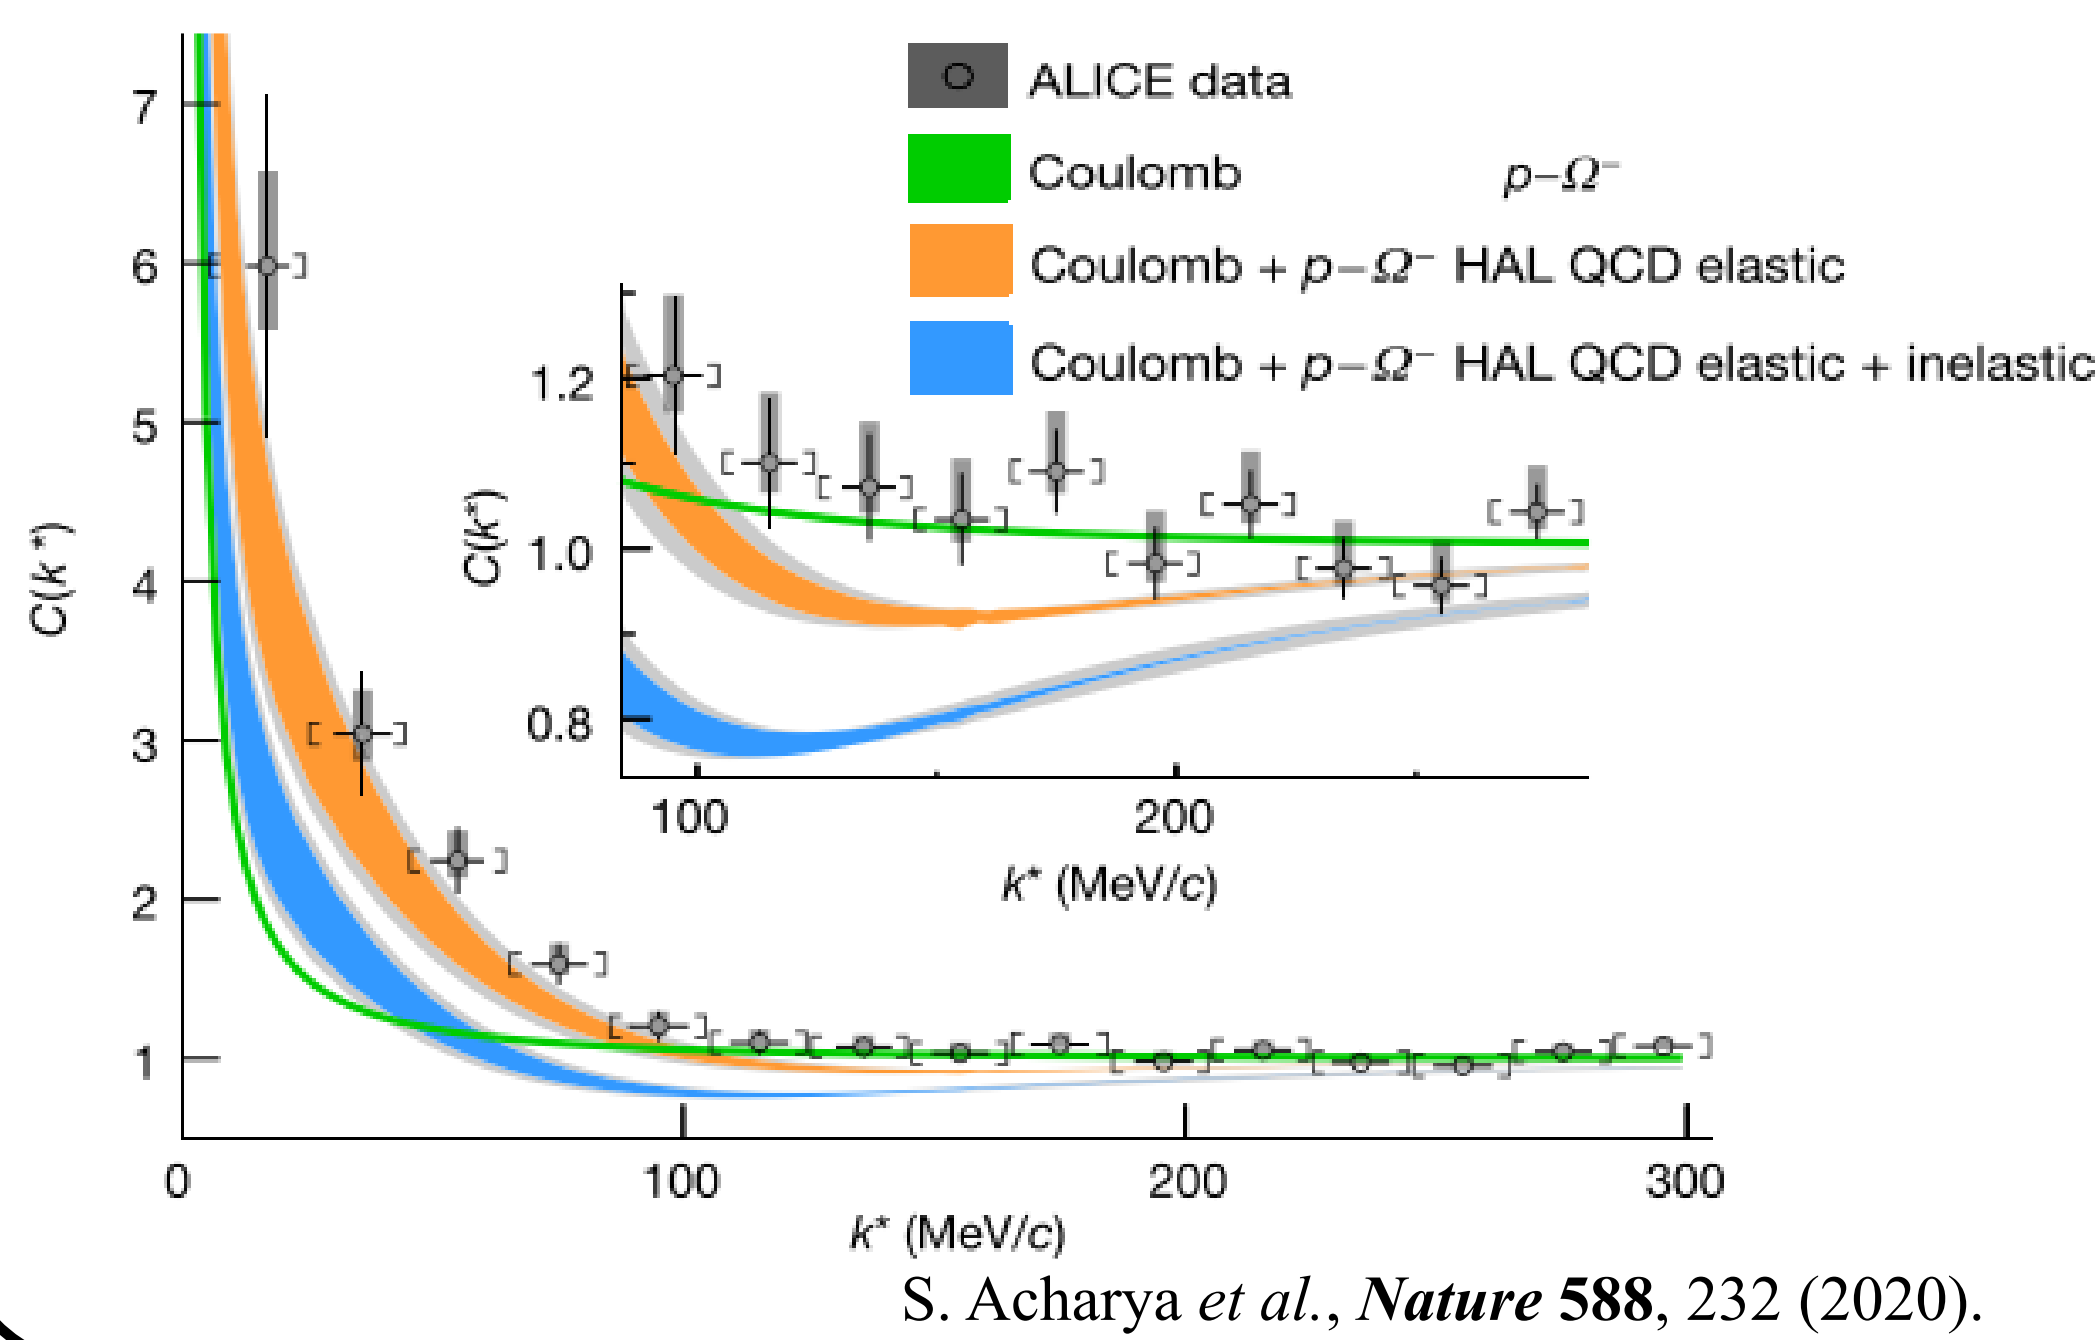 ALICE data
Coulomb
p–Ω⁻
Coulomb + p–Ω⁻ HAL QCD elastic
Coulomb + p–Ω⁻ HAL QCD elastic + inelastic
7
6
5
4
3
2
1
C(k*)
0
100
200
300
k* (MeV/c)
1.2
1.0
0.8
C(k*)
100
200
k* (MeV/c)
S. Acharya et al., Nature 588, 232 (2020).